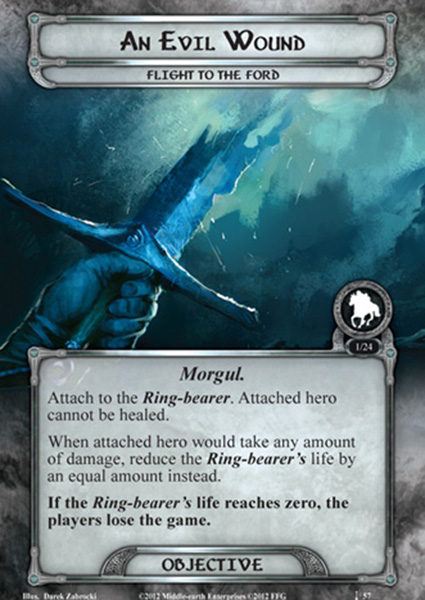 An Evil Wound
Flight to the Ford
1/24
Morgul.
Attach to the Ring-bearer. Attached hero
cannot be healed.
When attached hero would take any amount
of damage, reduce the Ring-bearer's life by
an equal amount instead.
If the Ring-bearer's life reaches zero, the
players lose the game.
Objective
Illus. Darek Zabrocki ©2012 Middle-earth Enterprises ©2012 FFG 57